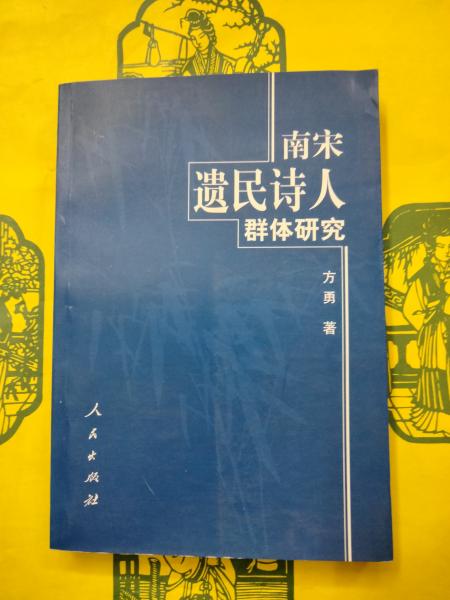 南宋
遗民诗人
群体研究
方勇 著
人民出版社